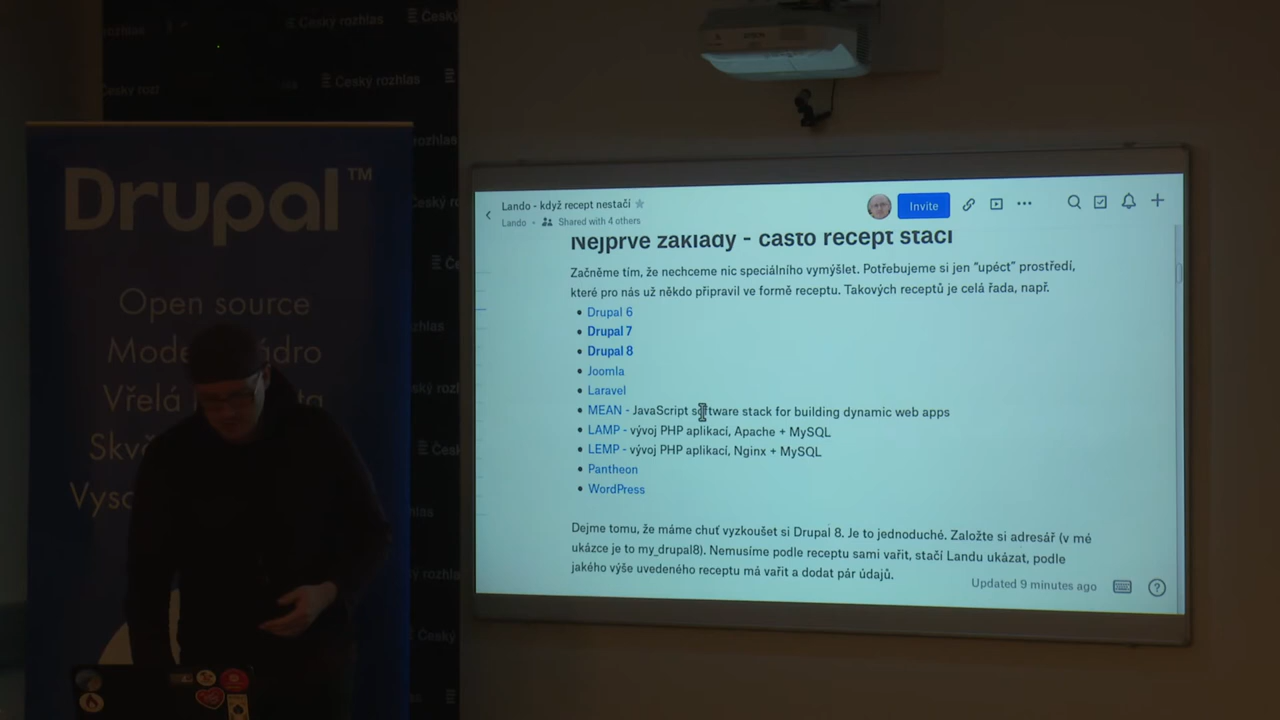 Český rozhlas
Český
Český rozhlas
rozhlas
Drupal™
Open source
Vřelá
Lando - když recept nestačí
Lando • Shared with 4 others
Invite
Nejprve základy - často recept stačí
Začněme tím, že nechceme nic speciálního vymýšlet. Potřebujeme si jen "upéct" prostředí,
které pro nás už někdo připravil ve formě receptu. Takových receptů je celá řada, např.
• Drupal 6
• Drupal 7
• Drupal 8
• Joomla
• Laravel
• MEAN - JavaScript software stack for building dynamic web apps
• LAMP - vývoj PHP aplikací, Apache + MySQL
• LEMP - vývoj PHP aplikací, Nginx + MySQL
• Pantheon
• WordPress
Dejme tomu, že máme chuť vyzkoušet si Drupal 8. Je to jednoduché. Založte si adresář (v mé
ukázce je to my_drupal8). Nemusíme podle receptu sami vařit, stačí Landu ukázat, podle
jakého výše uvedeného receptu má vařit a dodat pár údajů.
Updated 9 minutes ago